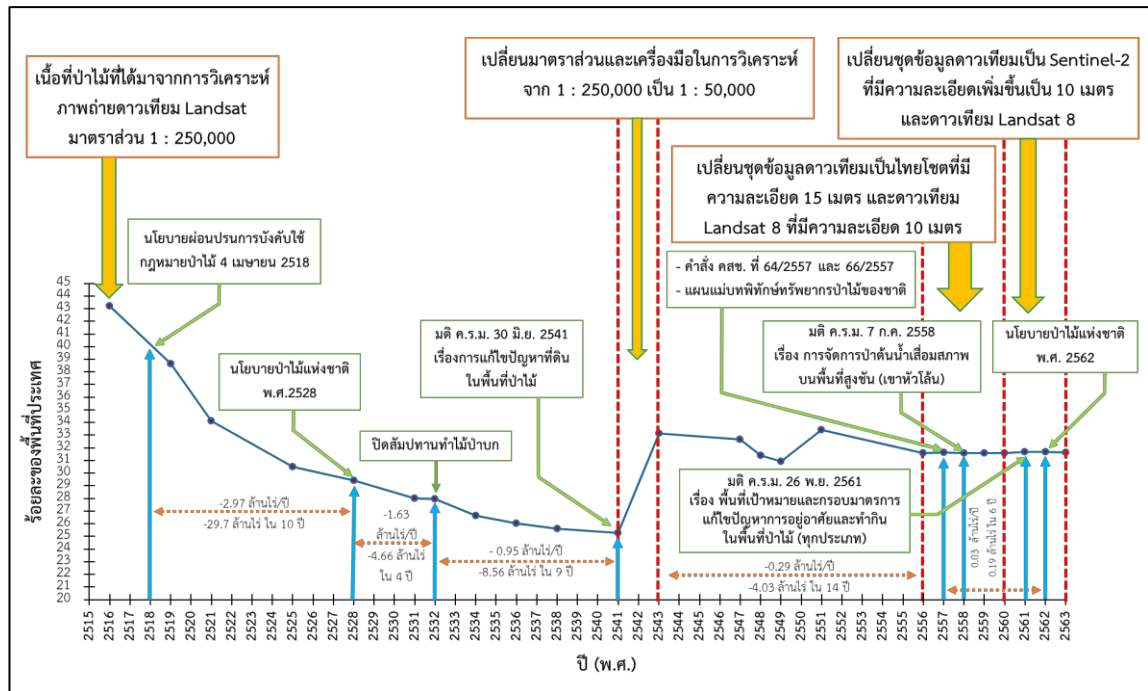 เนื้อที่ป่าไม้ที่ได้มาจากการวิเคราะห์
ภาพถ่ายดาวเทียม Landsat
มาตราส่วน 1 : 250,000
เปลี่ยนมาตราส่วนและเครื่องมือในการวิเคราะห์
จาก 1 : 250,000 เป็น 1 : 50,000
เปลี่ยนชุดข้อมูลดาวเทียมเป็น Sentinel-2
ที่มีความละเอียดเพิ่มขึ้นเป็น 10 เมตร
และดาวเทียม Landsat 8
เปลี่ยนชุดข้อมูลดาวเทียมเป็นไทยโชตที่มี
ความละเอียด 15 เมตร และดาวเทียม
Landsat 8 ที่มีความละเอียด 10 เมตร
นโยบายผ่อนปรนการบังคับใช้
กฎหมายป่าไม้ 4 เมษายน 2518
- คำสั่ง คสช. ที่ 64/2557 และ 66/2557
- แผนแม่บทพิทักษ์ทรัพยากรป่าไม้ของชาติ
มติ ค.ร.ม. 30 มิ.ย. 2541
เรื่องการแก้ไขปัญหาที่ดิน
ในพื้นที่ป่าไม้
มติ ค.ร.ม. 7 ก.ค. 2558
เรื่อง การจัดการป่าต้นน้ำเสื่อมสภาพ
บนพื้นที่สูงชัน (เขาหัวโล้น)
นโยบายป่าไม้แห่งชาติ
พ.ศ. 2562
นโยบายป่าไม้แห่งชาติ
พ.ศ.2528
ปิดสัมปทานทำไม้ป่าบก
มติ ค.ร.ม. 26 พ.ย. 2561
เรื่อง พื้นที่เป้าหมายและกรอบมาตรการ
แก้ไขปัญหาการอยู่อาศัยและทำกิน
ในพื้นที่ป่าไม้ (ทุกประเภท)
-2.97 ล้านไร่/ปี
-29.7 ล้านไร่ ใน 10 ปี
-1.63
ล้านไร่/ปี
-4.66 ล้านไร่
ใน 4 ปี
- 0.95 ล้านไร่/ปี
-8.56 ล้านไร่ ใน 9 ปี
-0.29 ล้านไร่/ปี
-4.03 ล้านไร่ ใน 14 ปี
0.03 ล้านไร่/ปี
0.19 ล้านไร่ ใน 6 ปี
ร้อยละของพื้นที่ประเทศ
45
44
43
42
41
40
39
38
37
36
35
34
33
32
31
30
29
28
27
26
25
24
23
22
21
20
2515
2516
2517
2518
2519
2520
2521
2522
2523
2524
2525
2526
2527
2528
2529
2530
2531
2532
2533
2534
2535
2536
2537
2538
2539
2540
2541
2542
2543
2544
2545
2546
2547
2548
2549
2550
2551
2552
2553
2554
2555
2556
2557
2558
2559
2560
2561
2562
2563
ปี (พ.ศ.)